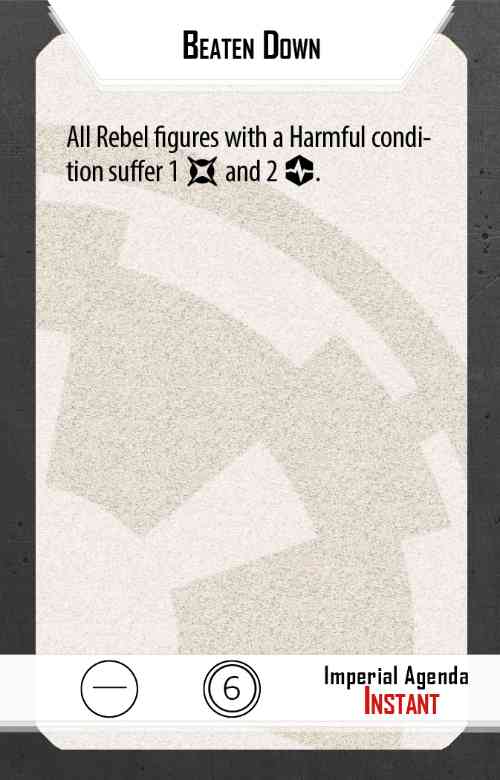 Beaten Down
All Rebel figures with a Harmful condi-
tion suffer 1 and 2 .
— 6 Imperial Agenda
Instant